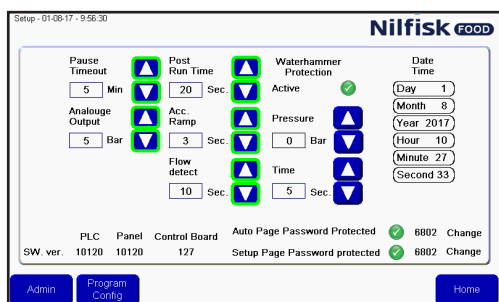 Setup - 01-08-17 - 9:56:30
Nilfisk FOOD
Pause Timeout
5 Min
Post Run Time
20 Sec.
Waterhammer Protection
Active
Date Time
Day 1
Month 8
Year 2017
Hour 10
Minute 27
Second 33
Analouge Output
5 Bar
Acc. Ramp
3 Sec.
Pressure
0 Bar
Flow detect
10 Sec.
Time
5 Sec.
PLC Panel Control Board
SW. ver. 10120 10120 127
Auto Page Password Protected 6802 Change
Setup Page Password protected 6802 Change
Admin
Program Config
Home